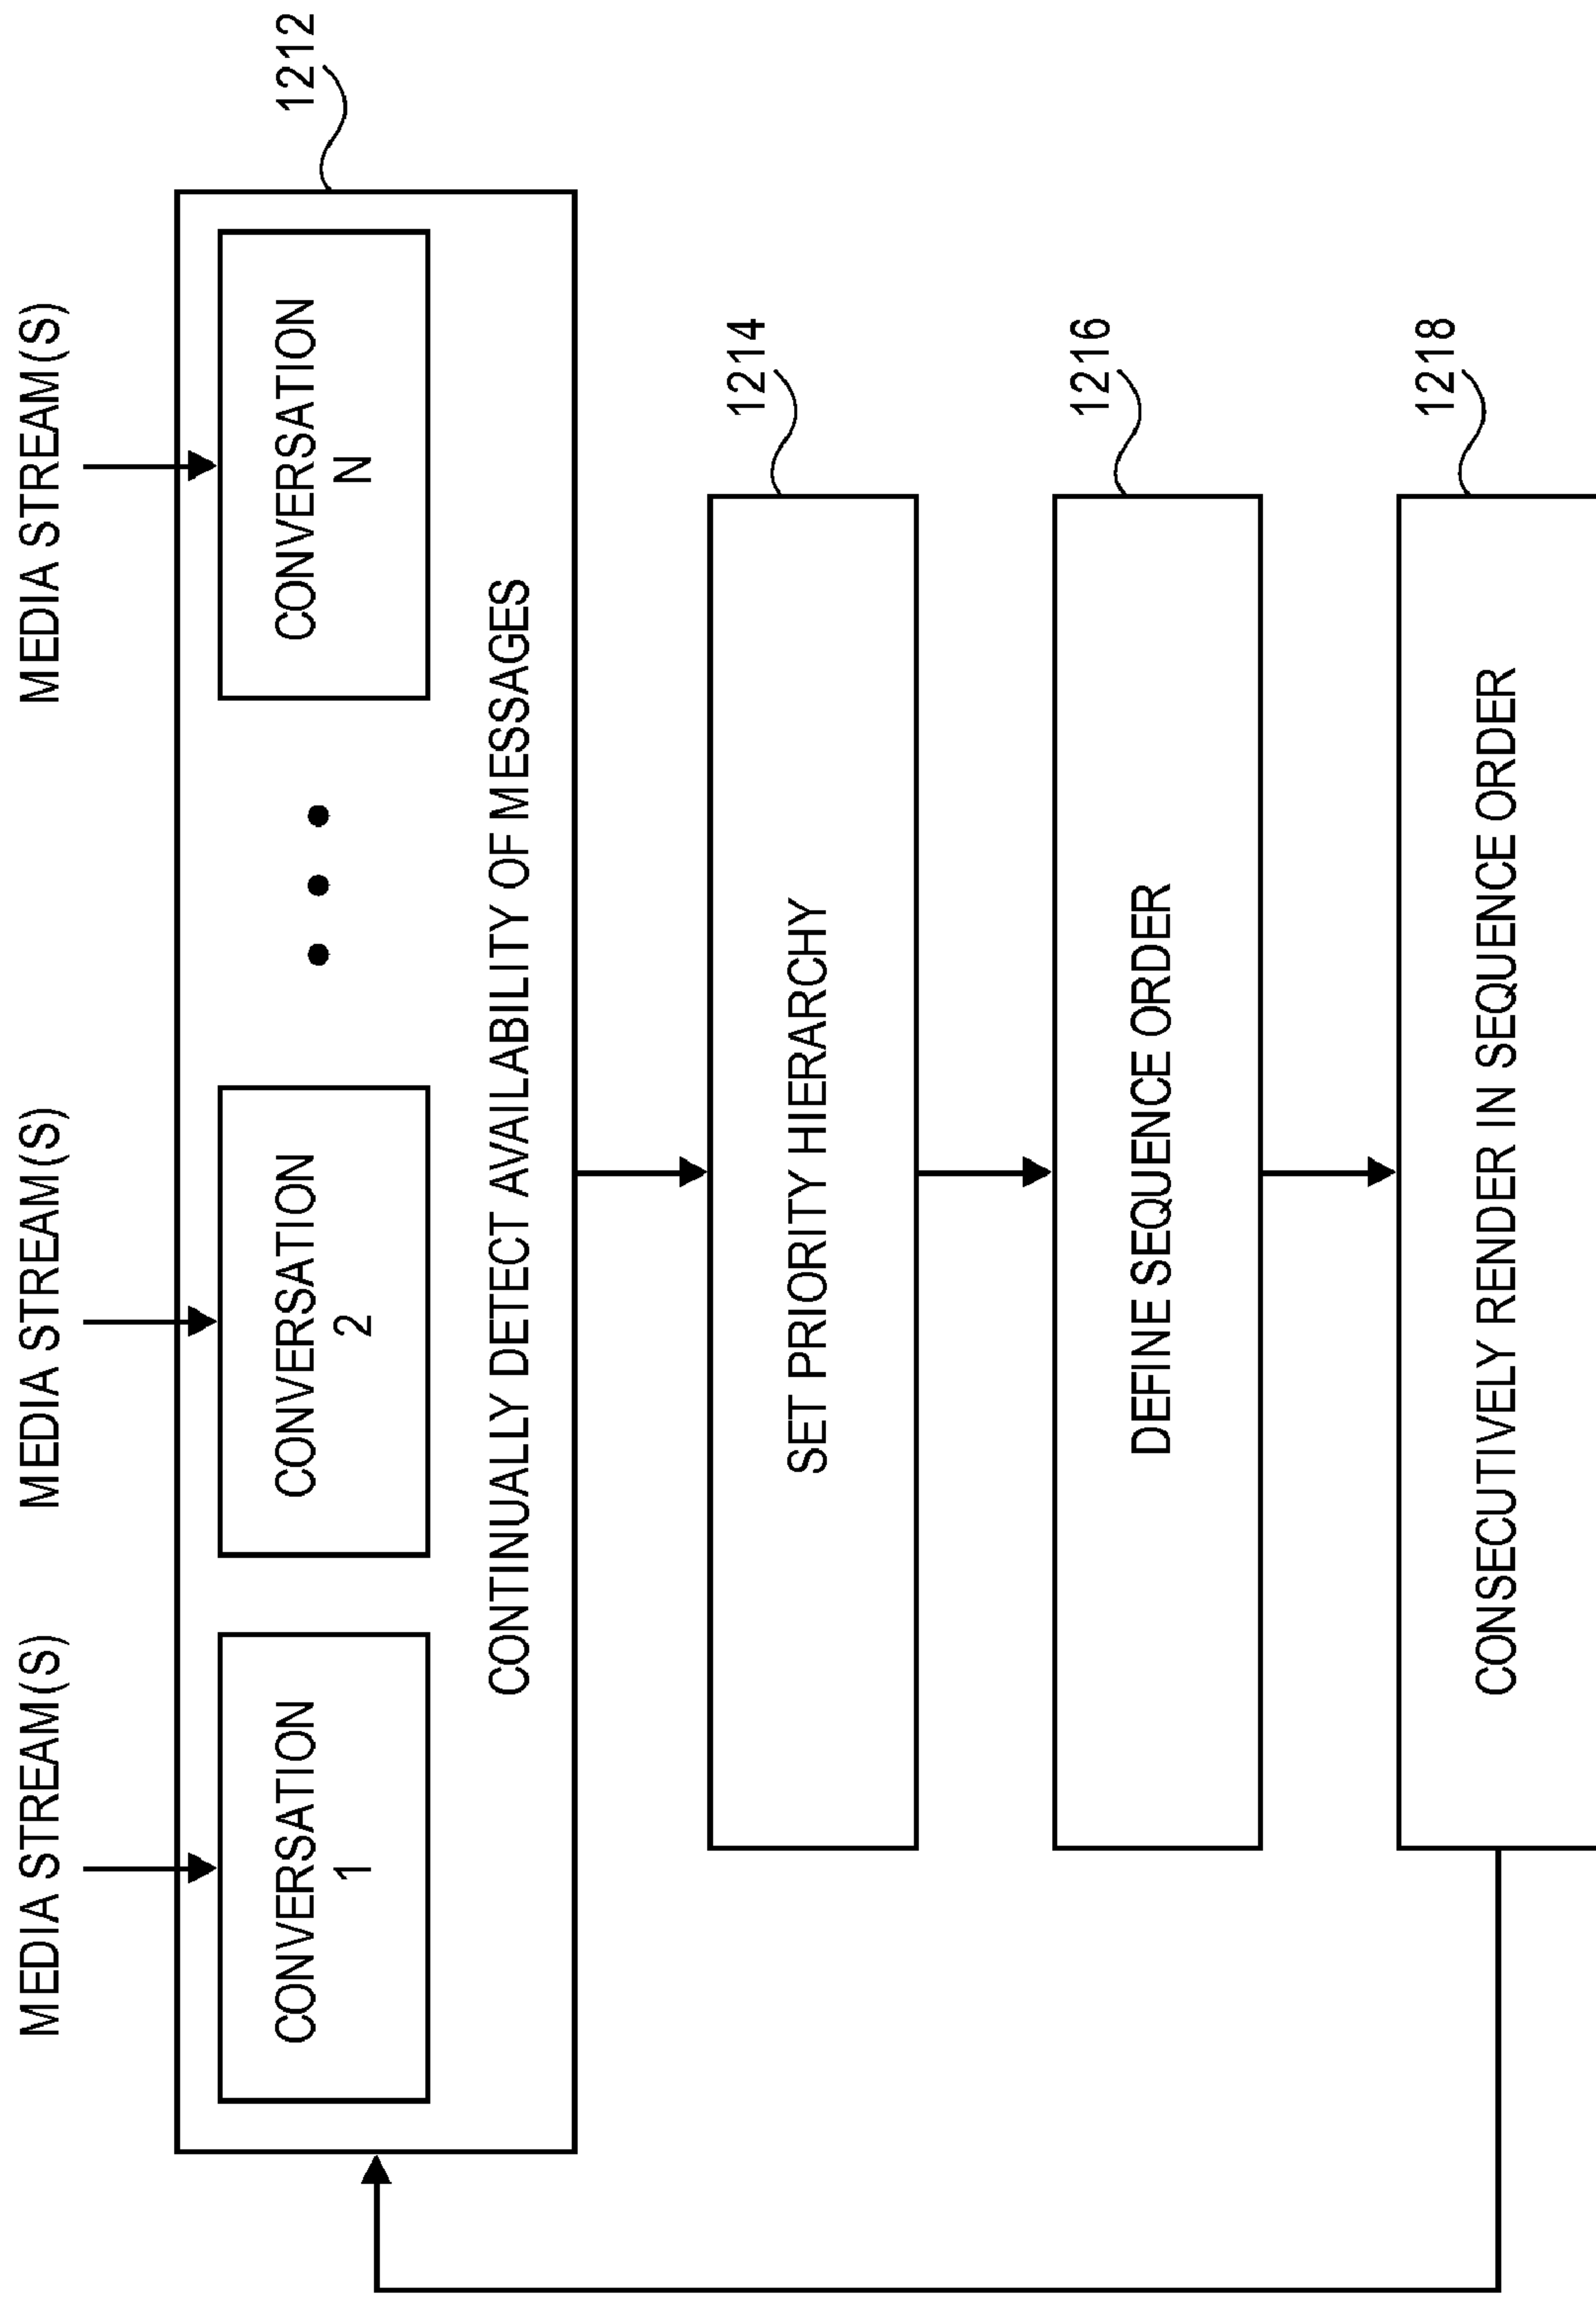 MEDIA STREAM(S)
MEDIA STREAM(S)
MEDIA STREAM(S)
1212
CONVERSATION
1
CONVERSATION
2
CONVERSATION
N
CONTINUALLY DETECT AVAILABILITY OF MESSAGES
1214
SET PRIORITY HIERARCHY
1216
DEFINE SEQUENCE ORDER
1218
CONSECUTIVELY RENDER IN SEQUENCE ORDER